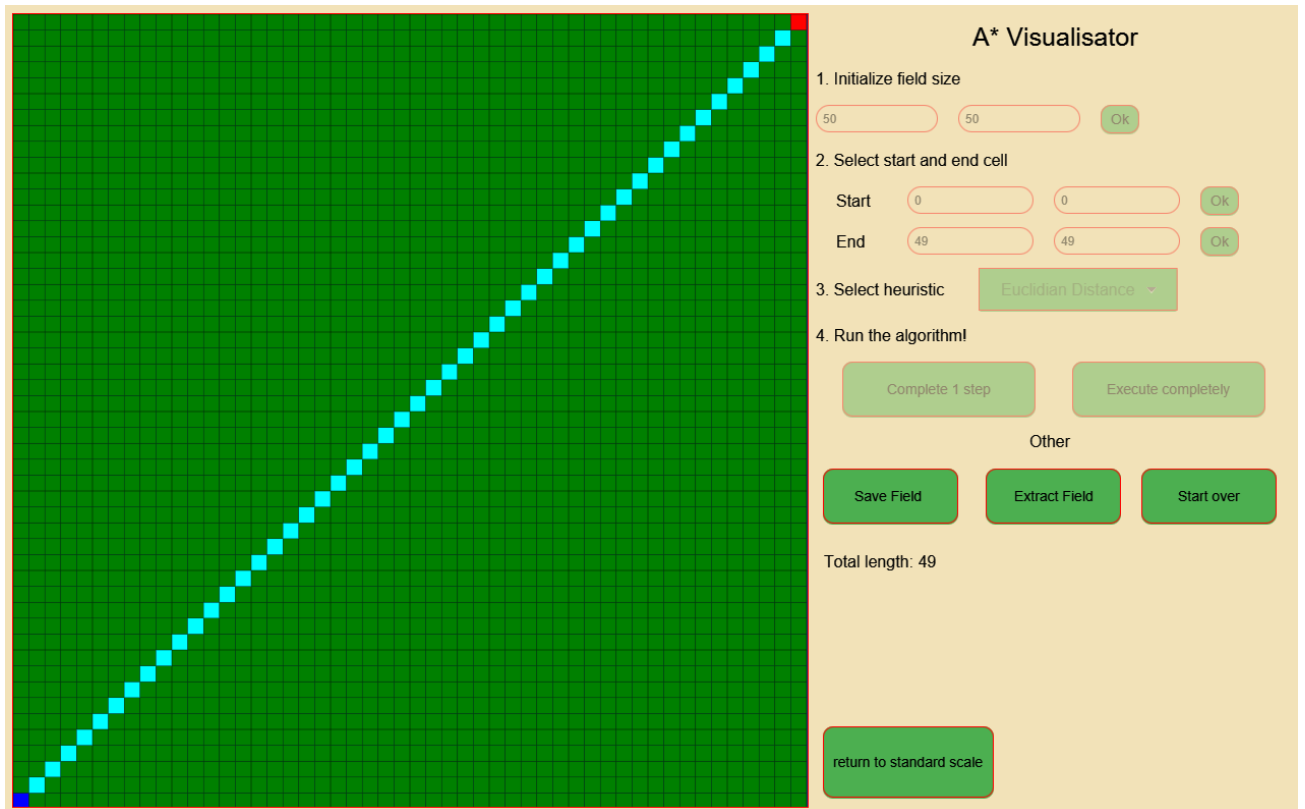 A* Visualisator
1. Initialize field size
50 50 Ok
2. Select start and end cell
Start 0 0 Ok
End 49 49 Ok
3. Select heuristic Euclidian Distance
4. Run the algorithm!
Complete 1 step Execute completely
Other
Save Field Extract Field Start over
Total length: 49
return to standard scale